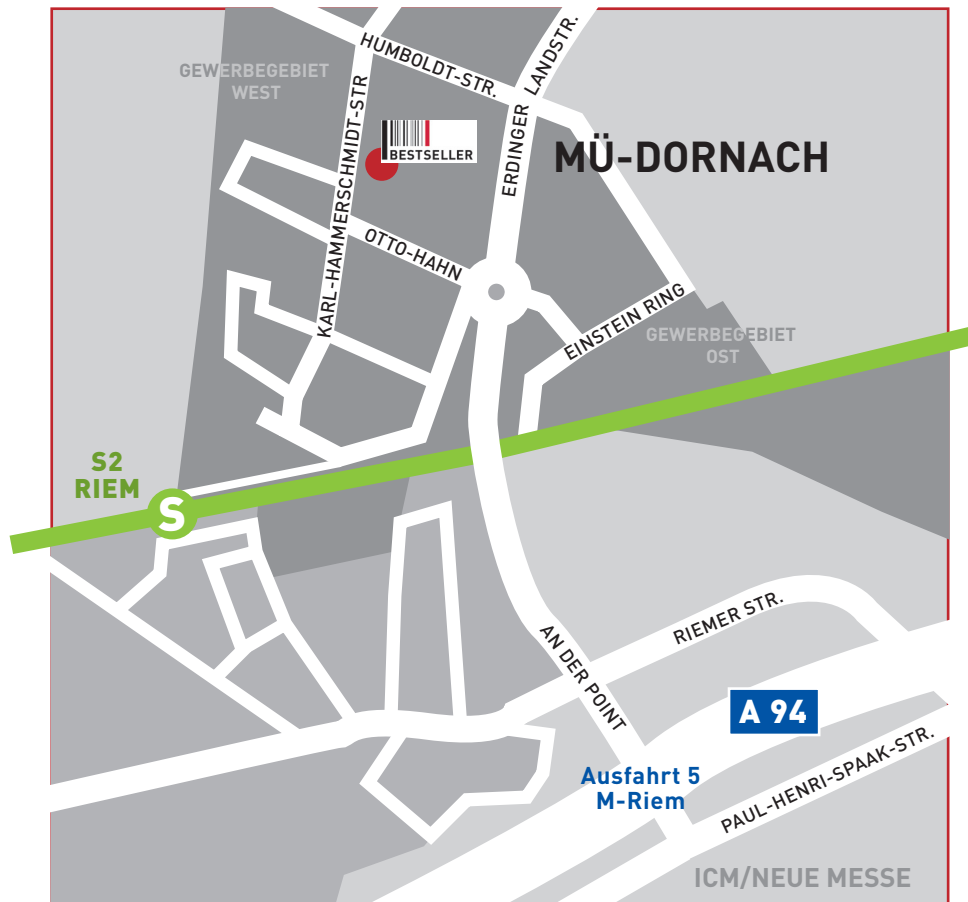 HUMBOLDT-STR.
ERDINGER LANDSTR.
GEWERBEGEBIET
WEST
KARL-HAMMERSCHMIDT-STR
BESTSELLER
MÜ-DORNACH
OTTO-HAHN
EINSTEIN RING
GEWERBEGEBIET
OST
S2
RIEM
S
AN DER POINT
RIEMER STR.
A 94
Ausfahrt 5
M-Riem
PAUL-HENRI-SPAAK-STR.
ICM/NEUE MESSE